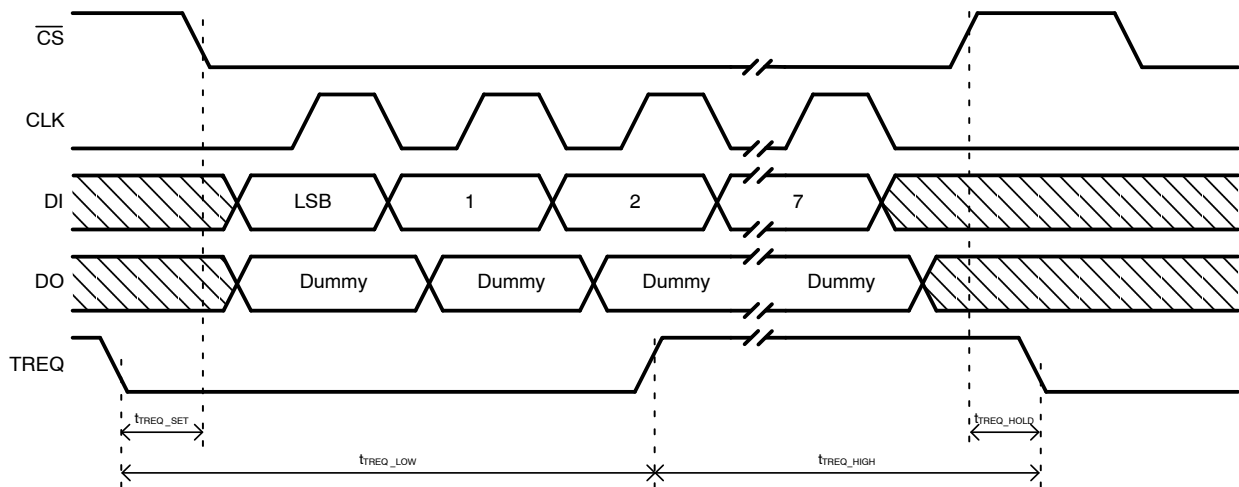 CS
CLK
DI LSB 1 2 7
DO Dummy Dummy Dummy Dummy
TREQ
tTREQ_SET tTREQ_HOLD
tTREQ_LOW tTREQ_HIGH